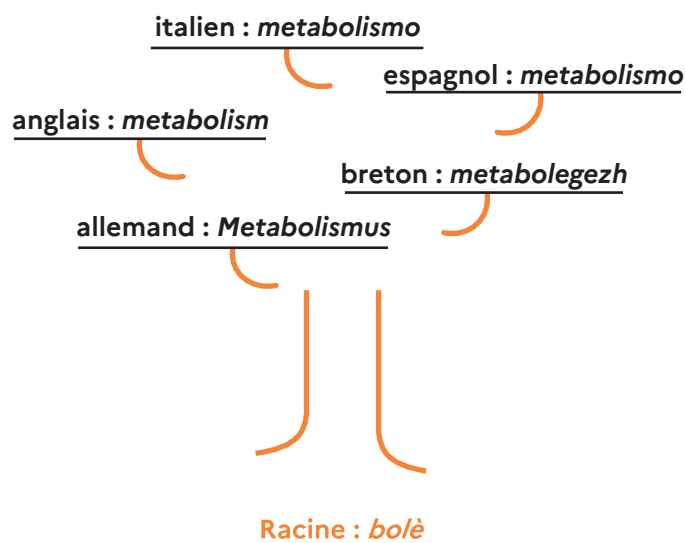 italien : metabolismo
espagnol : metabolismo
anglais : metabolism
breton : metabolegezh
allemand : Metabolismus
Racine : bolè